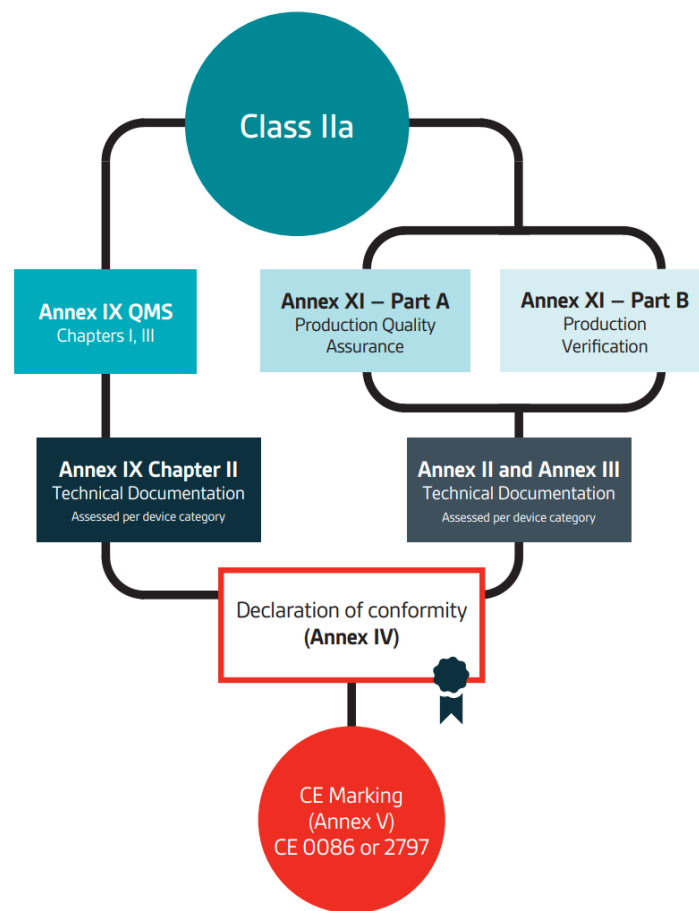 Class IIa
Annex IX QMS
Chapters I, III
Annex XI – Part A
Production Quality
Assurance
Annex XI – Part B
Production
Verification
Annex IX Chapter II
Technical Documentation
Assessed per device category
Annex II and Annex III
Technical Documentation
Assessed per device category
Declaration of conformity
(Annex IV)
CE Marking
(Annex V)
CE 0086 or 2797